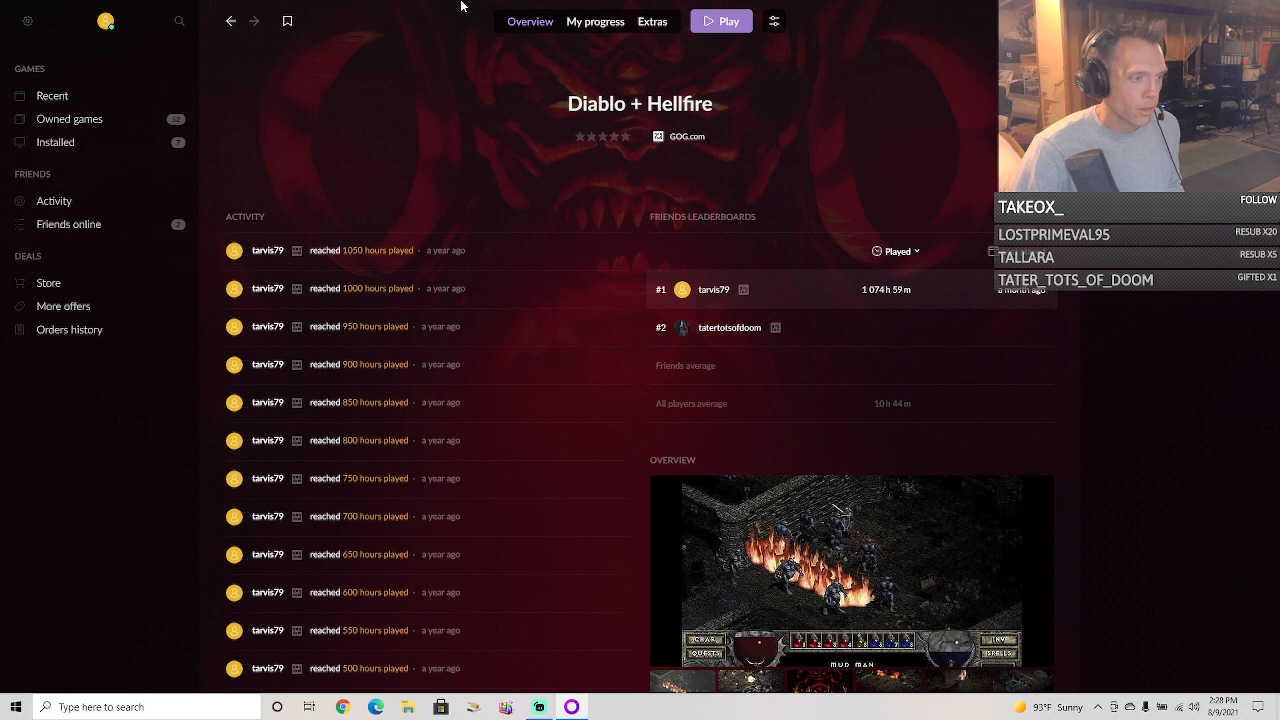 Overview My progress Extras Play
GAMES
Recent
Owned games 52
Installed 7
FRIENDS
Activity
Friends online 2
DEALS
Store
More offers
Orders history
Diablo + Hellfire
GOG.com
ACTIVITY
tarvis79 reached 1050 hours played · a year ago
tarvis79 reached 1000 hours played · a year ago
tarvis79 reached 950 hours played · a year ago
tarvis79 reached 900 hours played · a year ago
tarvis79 reached 850 hours played · a year ago
tarvis79 reached 800 hours played · a year ago
tarvis79 reached 750 hours played · a year ago
tarvis79 reached 700 hours played · a year ago
tarvis79 reached 650 hours played · a year ago
tarvis79 reached 600 hours played · a year ago
tarvis79 reached 550 hours played · a year ago
tarvis79 reached 500 hours played · a year ago
FRIENDS LEADERBOARDS
Played
#1 tarvis79 1 074 h 59 m a month ago
#2 tatertotsofdoom
Friends average
All players average 10 h 44 m
OVERVIEW
CHAR
QUESTS
MUD MAN
INV
SPELLS
TAKEOX_ FOLLOW
LOSTPRIMEVAL95 RESUB X20
TALLARA RESUB X5
TATER_TOTS_OF_DOOM GIFTED X1
Type here to search
93°F Sunny
2:28 PM
8/9/2021